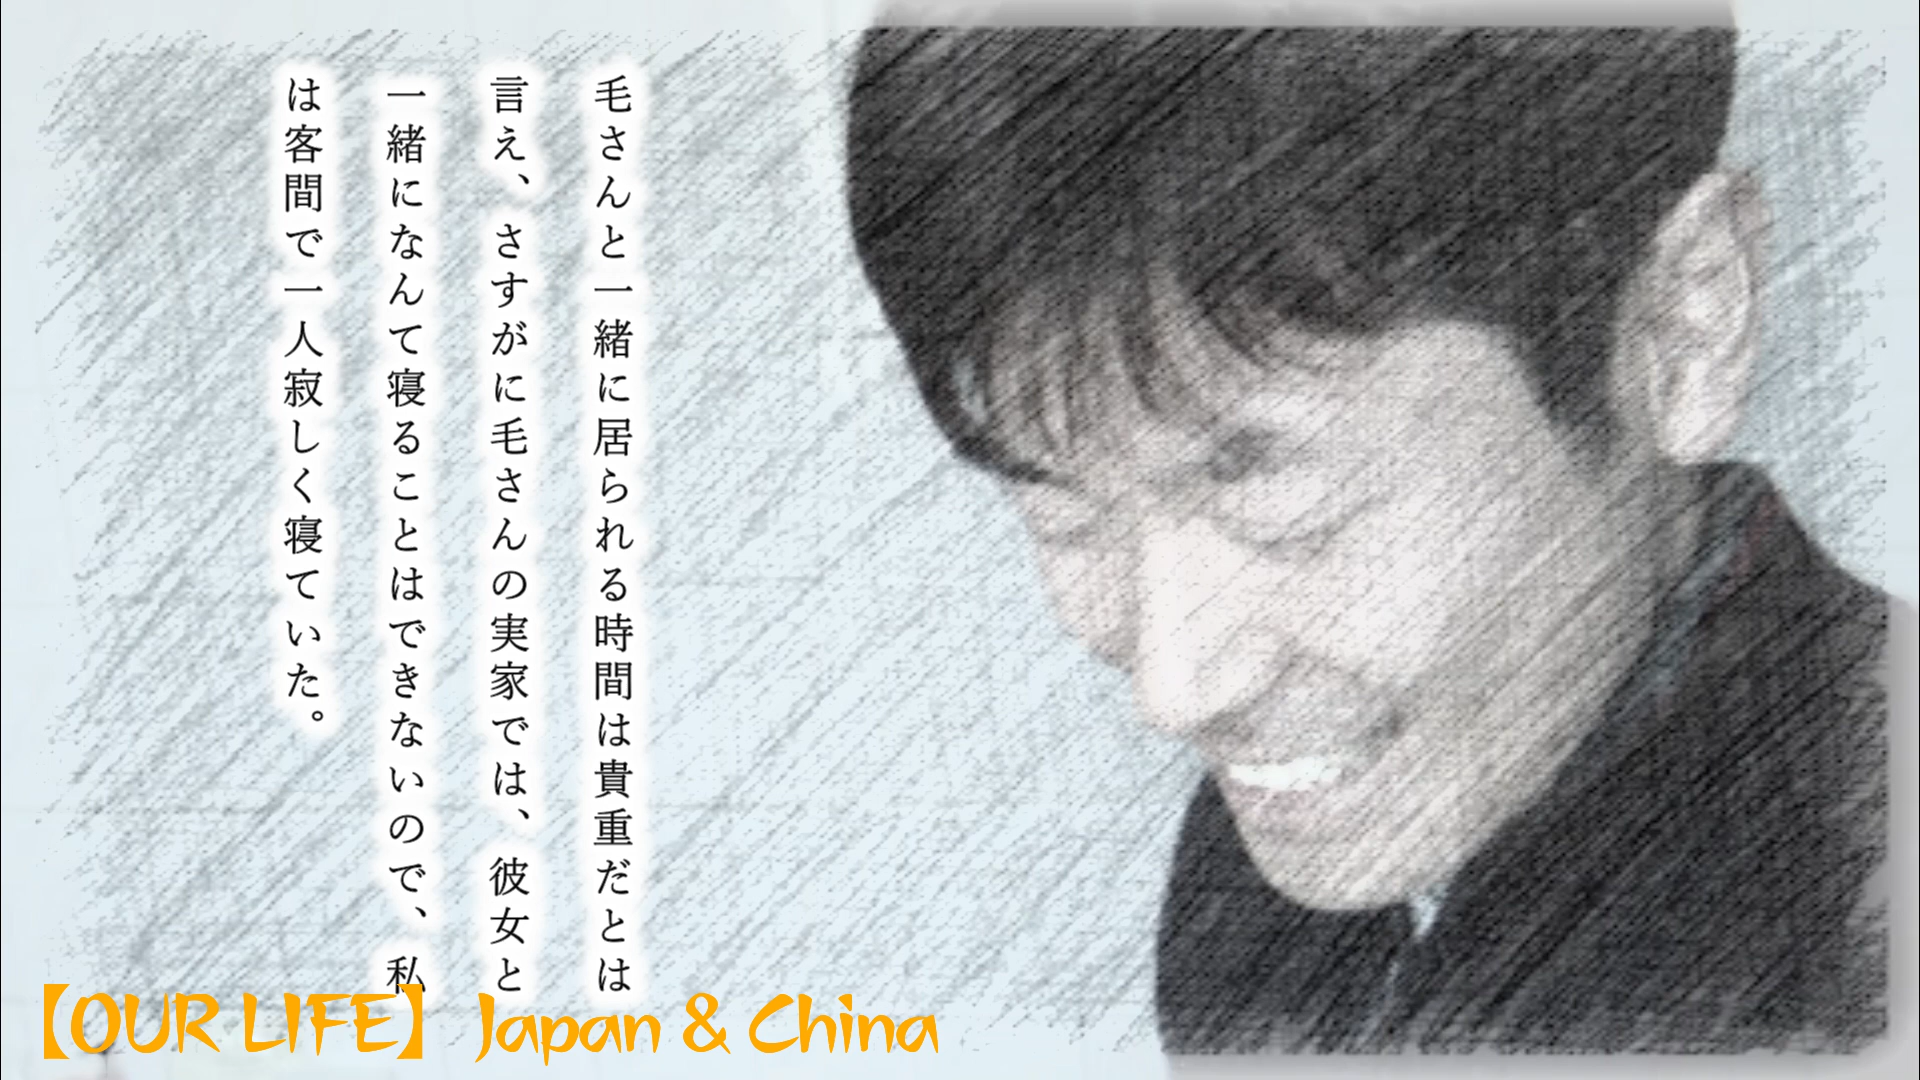 毛さんと一緒に居られる時間は貴重だとは
言え、さすがに毛さんの実家では、彼女と
一緒になんて寝ることはできないので、私
は客間で一人寂しく寝ていた。
【OUR LIFE】 Japan & China